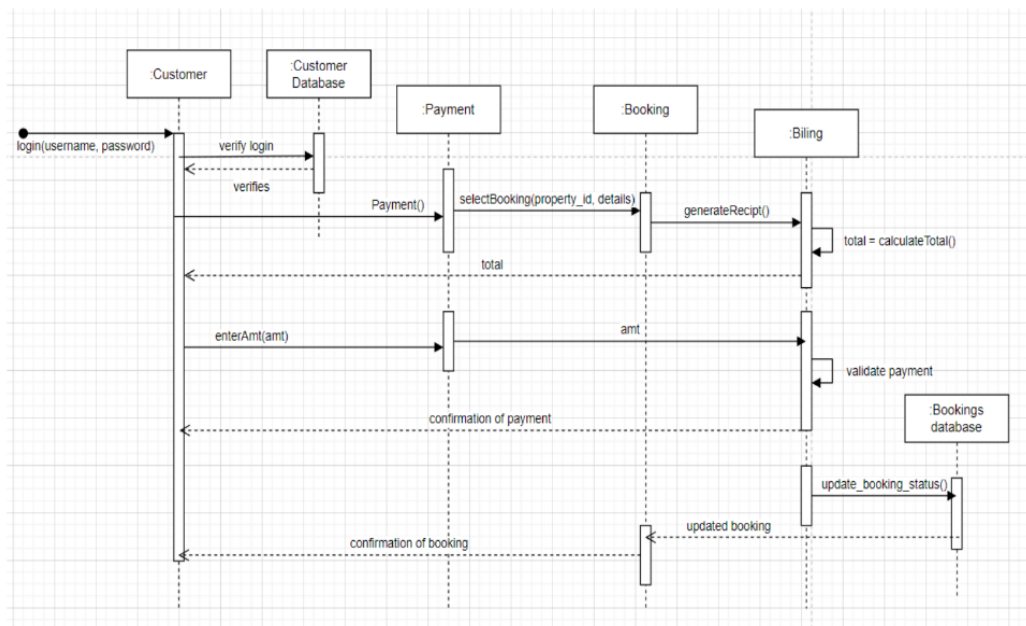 :Customer
:Customer
Database
:Payment
:Booking
:Biling
login(username, password)
verify login
verifies
Payment()
selectBooking(property_id, details)
generateRecipt()
total = calculateTotal()
total
enterAmt(amt)
amt
validate payment
confirmation of payment
:Bookings
database
update_booking_status()
updated booking
confirmation of booking